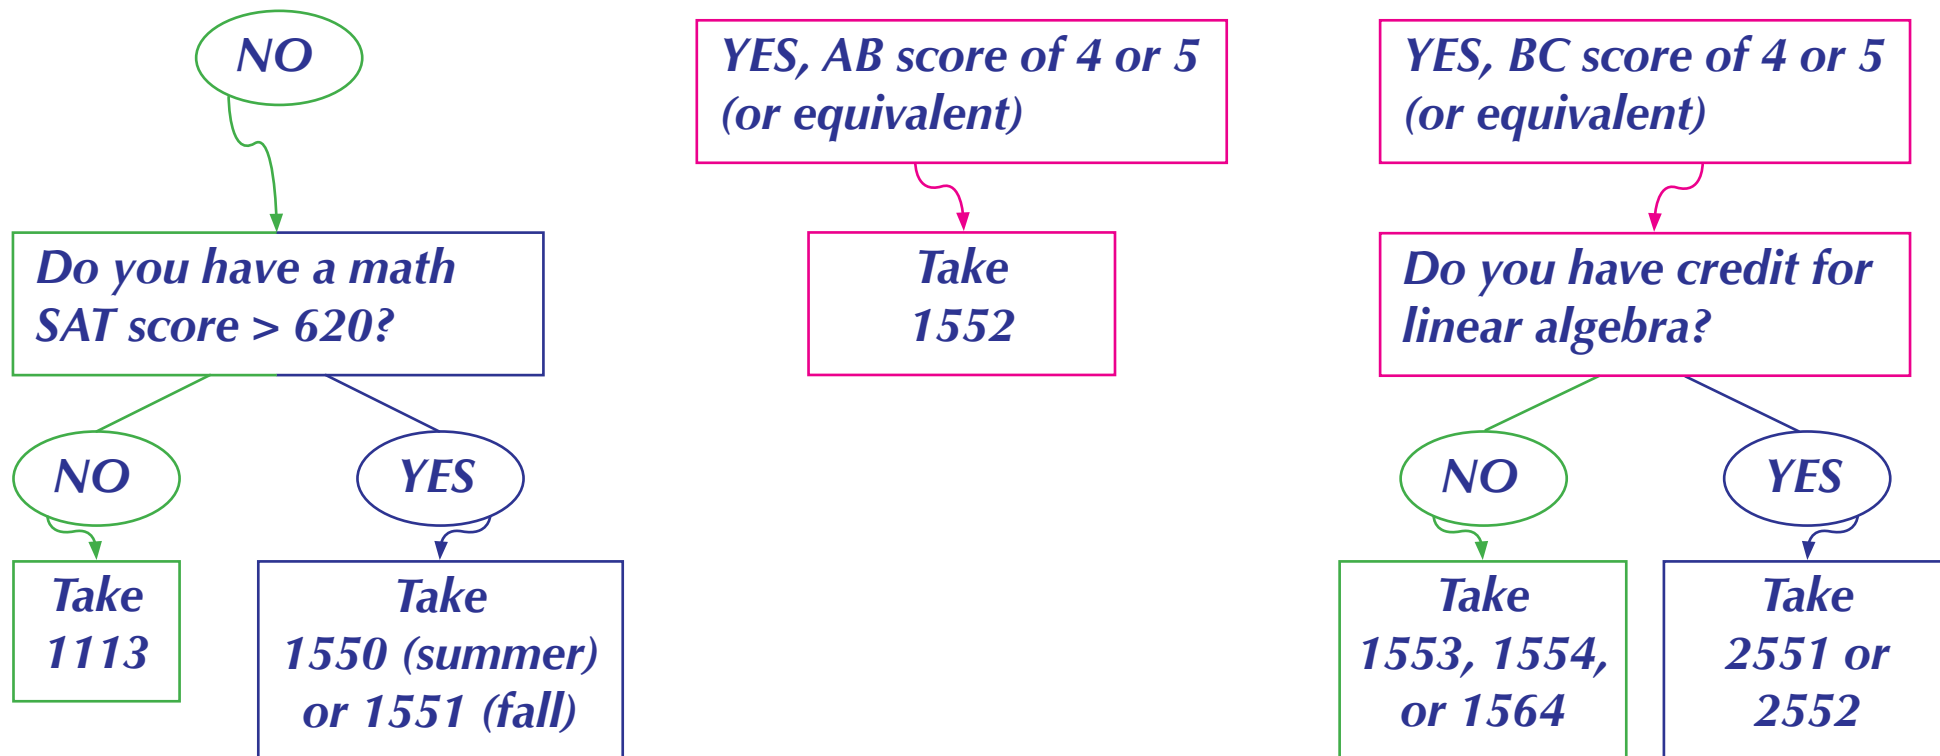 NO
YES, AB score of 4 or 5
(or equivalent)
YES, BC score of 4 or 5
(or equivalent)
Do you have a math
SAT score > 620?
Take
1552
Do you have credit for
linear algebra?
NO
YES
NO
YES
Take
1113
Take
1550 (summer)
or 1551 (fall)
Take
1553, 1554,
or 1564
Take
2551 or
2552